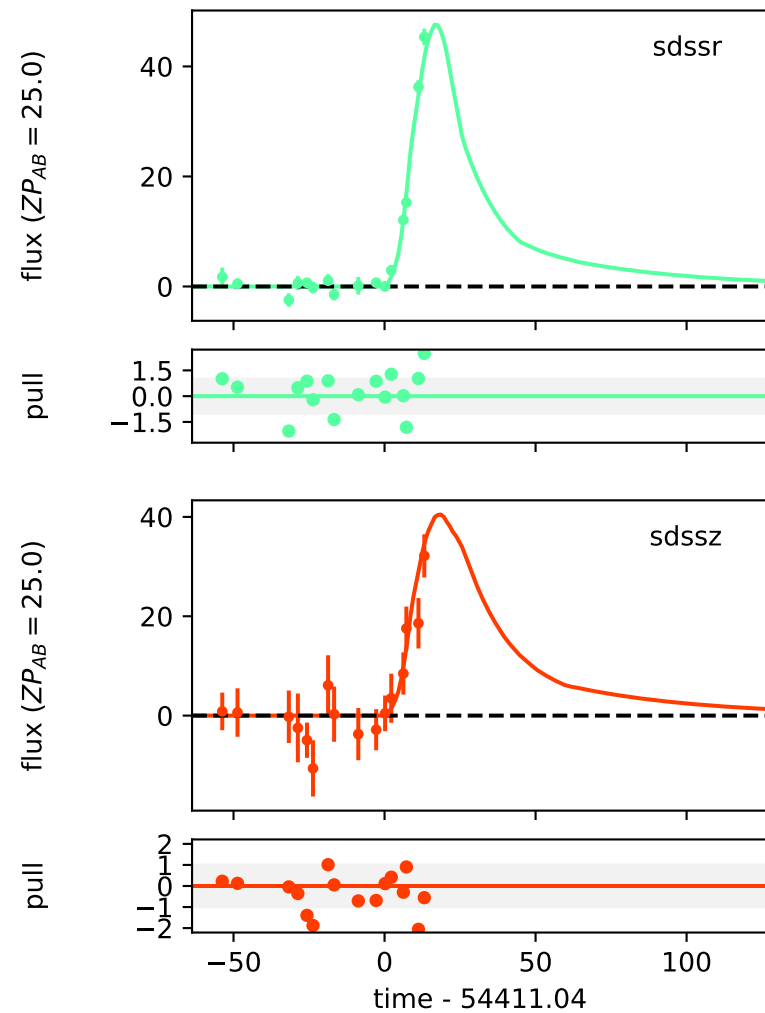 flux ($ZP_{AB}$ = 25.0)
40
20
0
sdssr
pull
1.5
0.0
−1.5
flux ($ZP_{AB}$ = 25.0)
40
20
0
sdssz
pull
2
1
0
−1
−2
−50 0 50 100
time - 54411.04